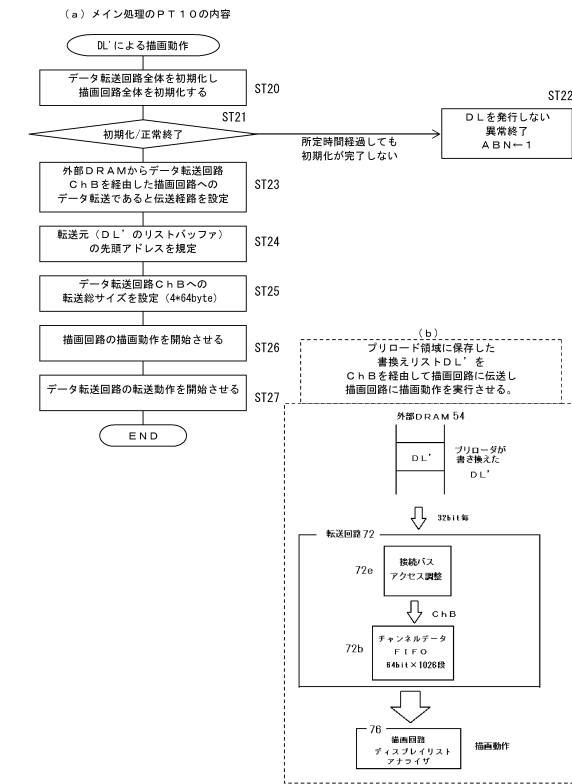 (a)メイン処理のPT10の内容
DL'による描画動作
データ転送回路全体を初期化し
描画回路全体を初期化する
ST20
ST21
初期化/正常終了
所定時間経過しても
初期化が完了しない
ST22
DLを発行しない
異常終了
ABN←1
外部DRAMからデータ転送回路
ChBを経由した描画回路への
データ転送であると伝送経路を設定
ST23
転送元(DL'のリストバッファ)
の先頭アドレスを規定
ST24
データ転送回路ChBへの
転送総サイズを設定(4*64byte)
ST25
描画回路の描画動作を開始させる
ST26
データ転送回路の転送動作を開始させる
ST27
END
(b)
プリロード領域に保存した
書換えリストDL'を
ChBを経由して描画回路に伝送し
描画回路に描画動作を実行させる。
外部DRAM 54
DL'
プリローダが
書き換えた
DL'
32bit毎
転送回路72
72e
接続バス
アクセス調整
ChB
72b
チャンネルデータ
FIFO
64bit×1026段
76
描画回路
ディスプレイリスト
アナライザ
描画動作